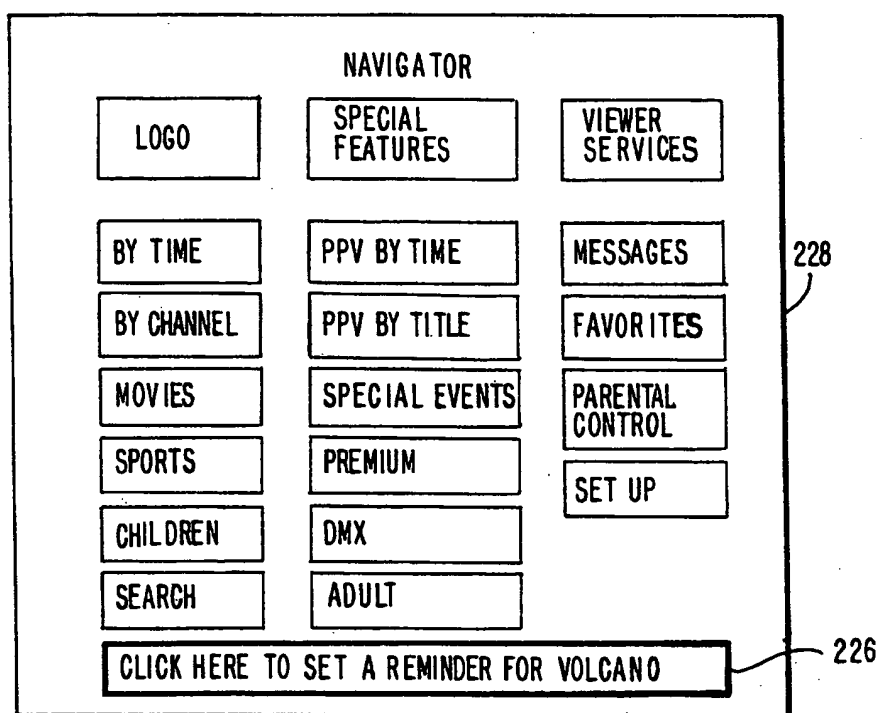 NAVIGATOR
LOGO
SPECIAL
FEATURES
VIEWER
SERVICES
BY TIME
PPV BY TIME
MESSAGES
228
BY CHANNEL
PPV BY TITLE
FAVORITES
MOVIES
SPECIAL EVENTS
PARENTAL
CONTROL
SPORTS
PREMIUM
SET UP
CHILDREN
DMX
SEARCH
ADULT
CLICK HERE TO SET A REMINDER FOR VOLCANO
226